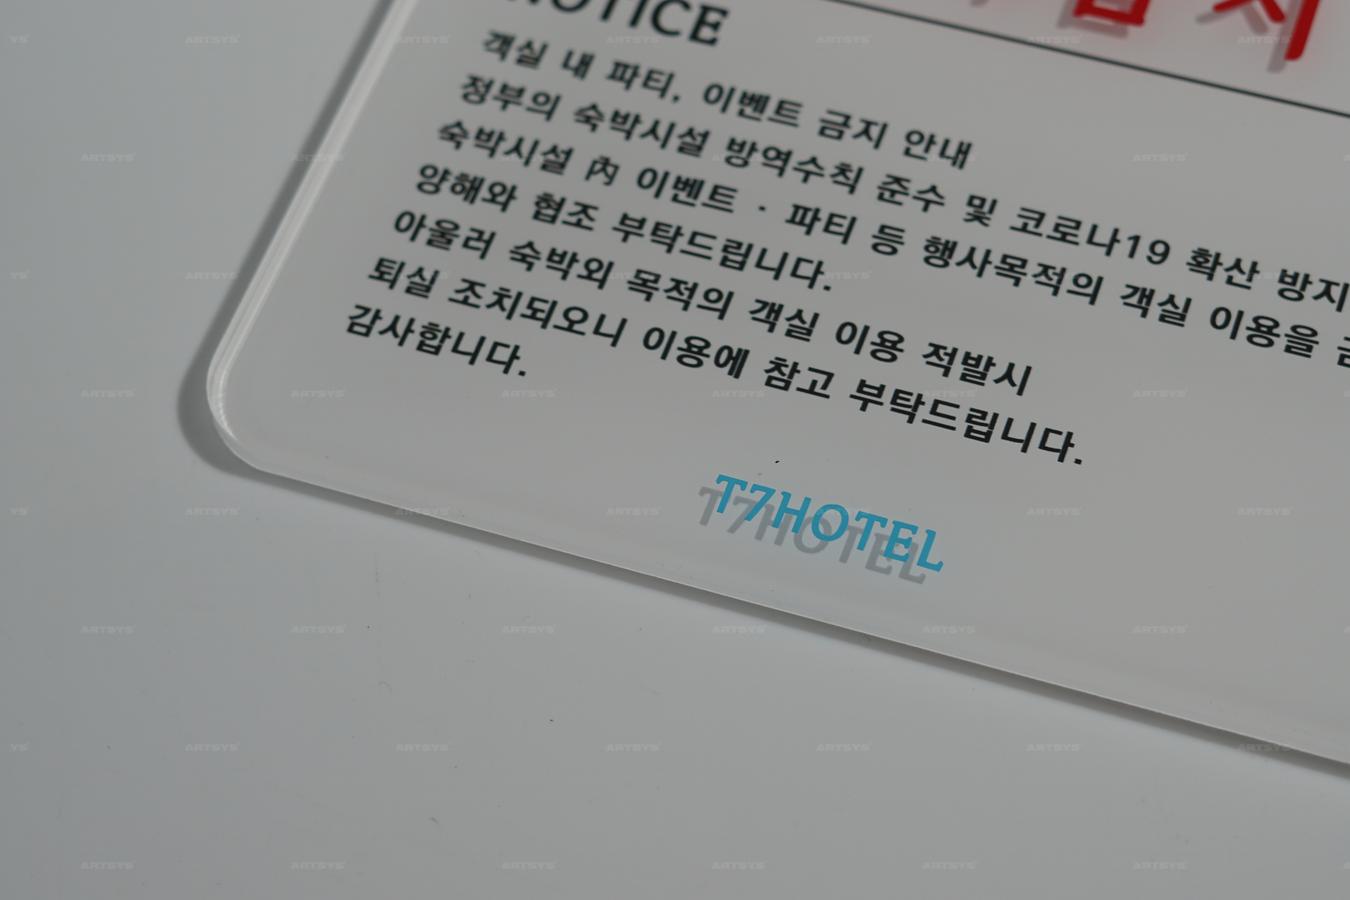 금지
NOTICE
객실 내 파티, 이벤트 금지 안내
정부의 숙박시설 방역수칙 준수 및 코로나19 확산 방지
숙박시설 內 이벤트 · 파티 등 행사목적의 객실 이용을
양해와 협조 부탁드립니다.
아울러 숙박외 목적의 객실 이용 적발시
퇴실 조치되오니 이용에 참고 부탁드립니다.
감사합니다.
T7HOTEL
ARTSYS